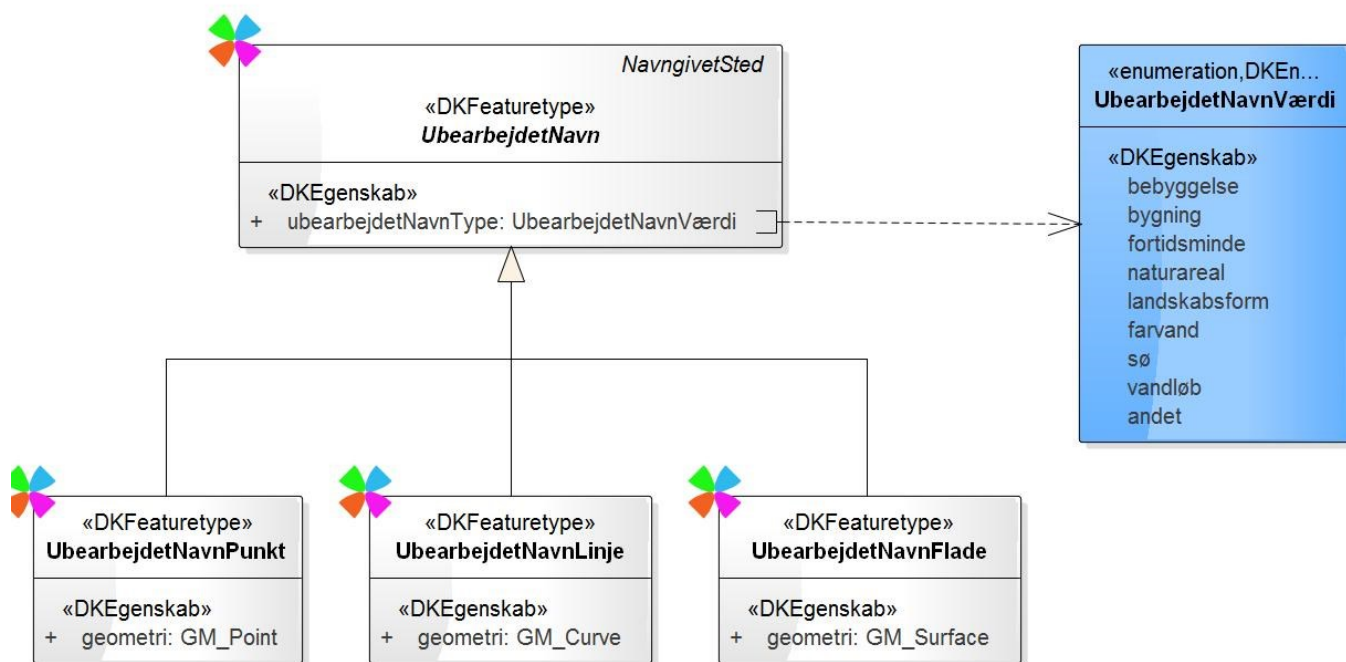 NavngivetSted
«DKFeaturetype»
UbearbejdetNavn
«DKEgenskab»
+ ubearbejdetNavnType: UbearbejdetNavnVærdi
«enumeration,DKEn...
UbearbejdetNavnVærdi
«DKEgenskab»
bebyggelse
bygning
fortidsminde
naturareal
landskabsform
farvand
sø
vandløb
andet
«DKFeaturetype»
UbearbejdetNavnPunkt
«DKEgenskab»
+ geometri: GM_Point
«DKFeaturetype»
UbearbejdetNavnLinje
«DKEgenskab»
+ geometri: GM_Curve
«DKFeaturetype»
UbearbejdetNavnFlade
«DKEgenskab»
+ geometri: GM_Surface